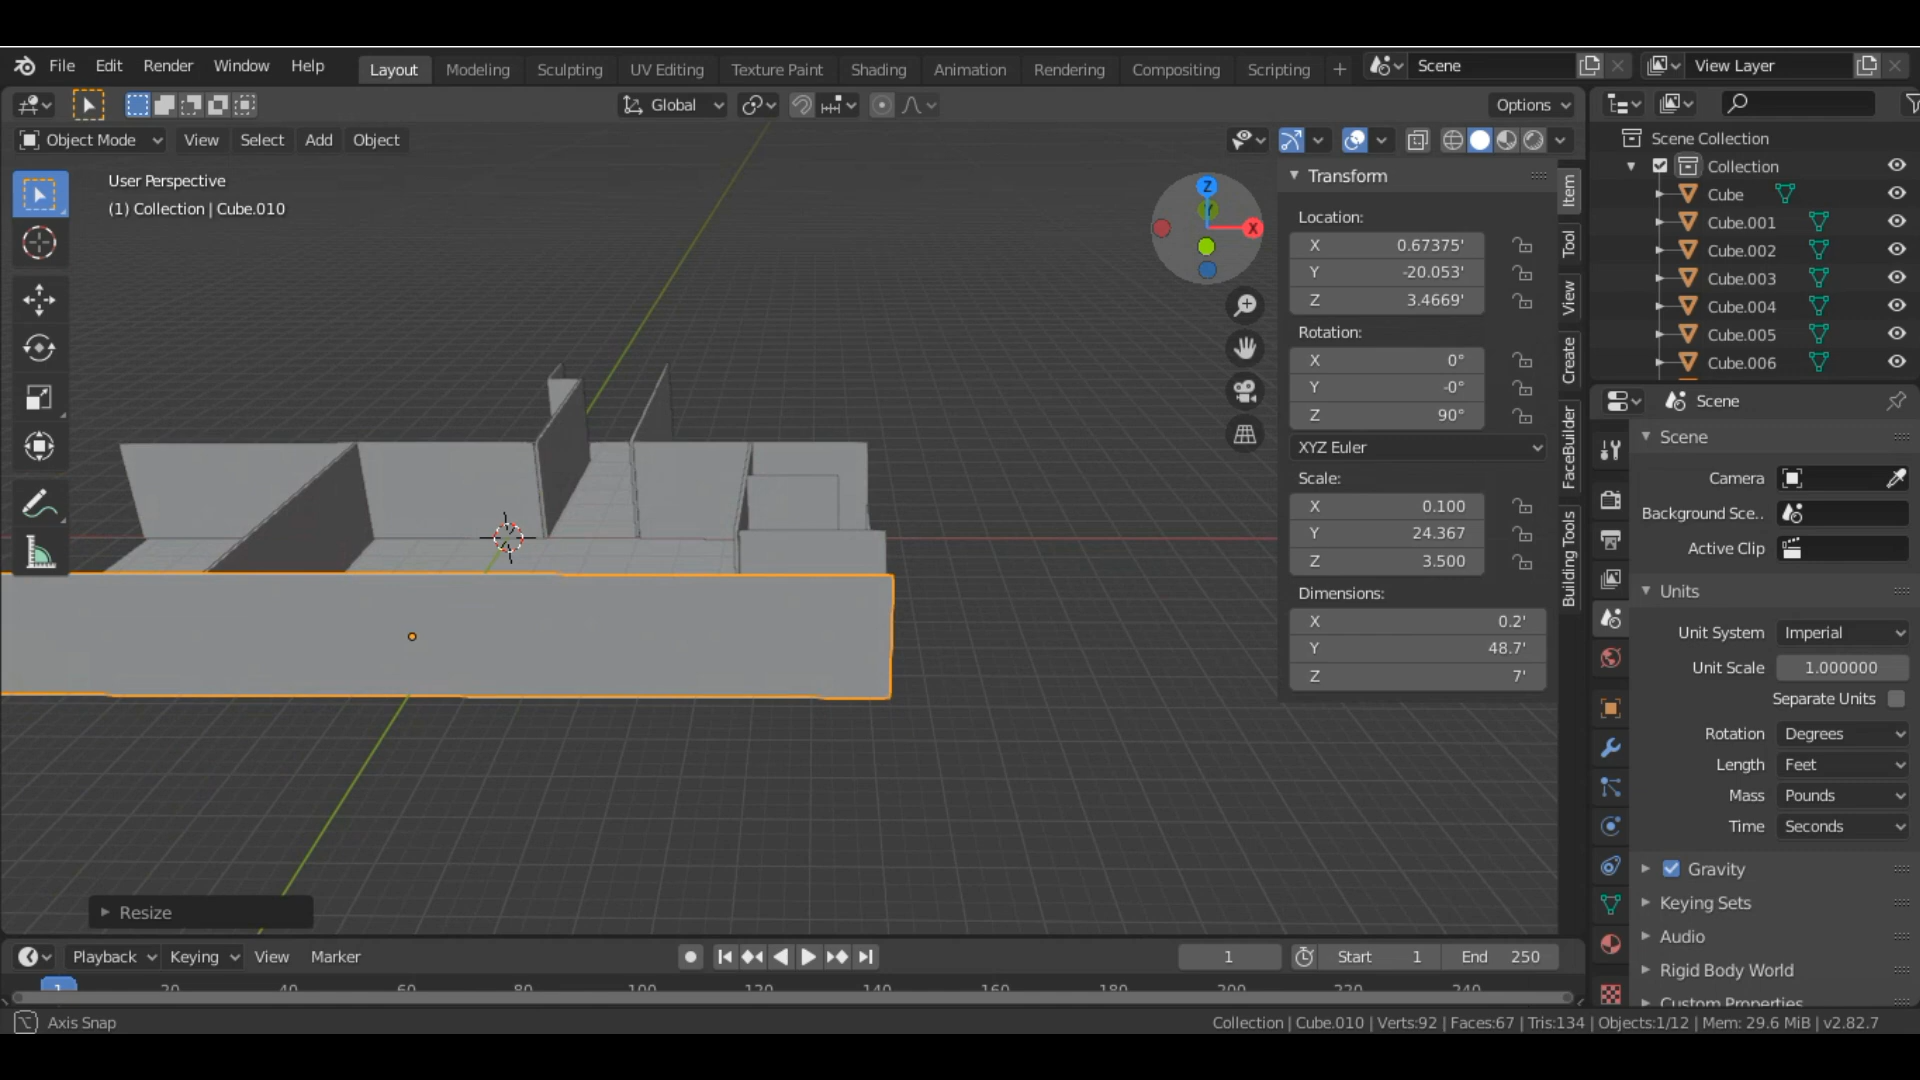 File Edit Render Window Help Layout Modeling Sculpting UV Editing Texture Paint Shading Animation Rendering Compositing Scripting + Scene View Layer
Global Options
Object Mode View Select Add Object
User Perspective
(1) Collection | Cube.010
Z
Y
X
Transform
Location:
X 0.67375'
Y -20.053'
Z 3.4669'
Rotation:
X 0°
Y -0°
Z 90°
XYZ Euler
Scale:
X 0.100
Y 24.367
Z 3.500
Dimensions:
X 0.2'
Y 48.7'
Z 7'
Item
Tool
View
Create
FaceBuilder
Building Tools
Scene Collection
Collection
Cube
Cube.001
Cube.002
Cube.003
Cube.004
Cube.005
Cube.006
Scene
Scene
Camera
Background Sce..
Active Clip
Units
Unit System Imperial
Unit Scale 1.000000
Separate Units
Rotation Degrees
Length Feet
Mass Pounds
Time Seconds
Gravity
Keying Sets
Audio
Rigid Body World
Custom Properties
Resize
Playback Keying View Marker 1 Start 1 End 250
1 20 40 60 80 100 120 140 160 180 200 220 240
Axis Snap
Collection | Cube.010 | Verts:92 | Faces:67 | Tris:134 | Objects:1/12 | Mem: 29.6 MiB | v2.82.7